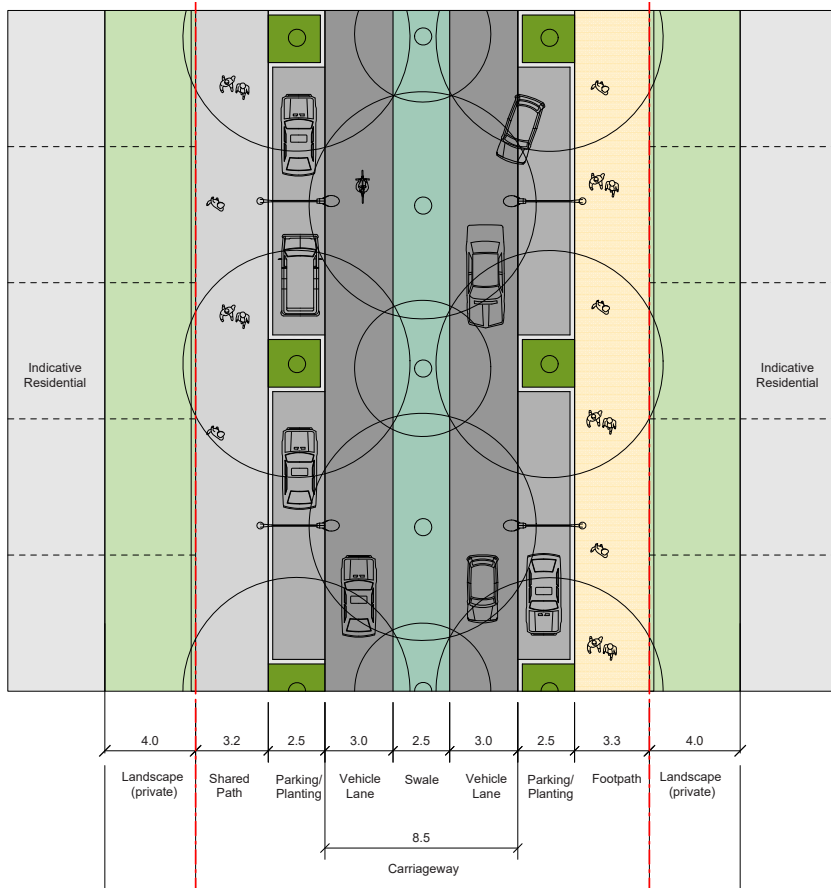 Indicative
Residential
Indicative
Residential
4.0
3.2
2.5
3.0
2.5
3.0
2.5
3.3
4.0
Landscape
(private)
Shared
Path
Parking/
Planting
Vehicle
Lane
Swale
Vehicle
Lane
Parking/
Planting
Footpath
Landscape
(private)
8.5
Carriageway